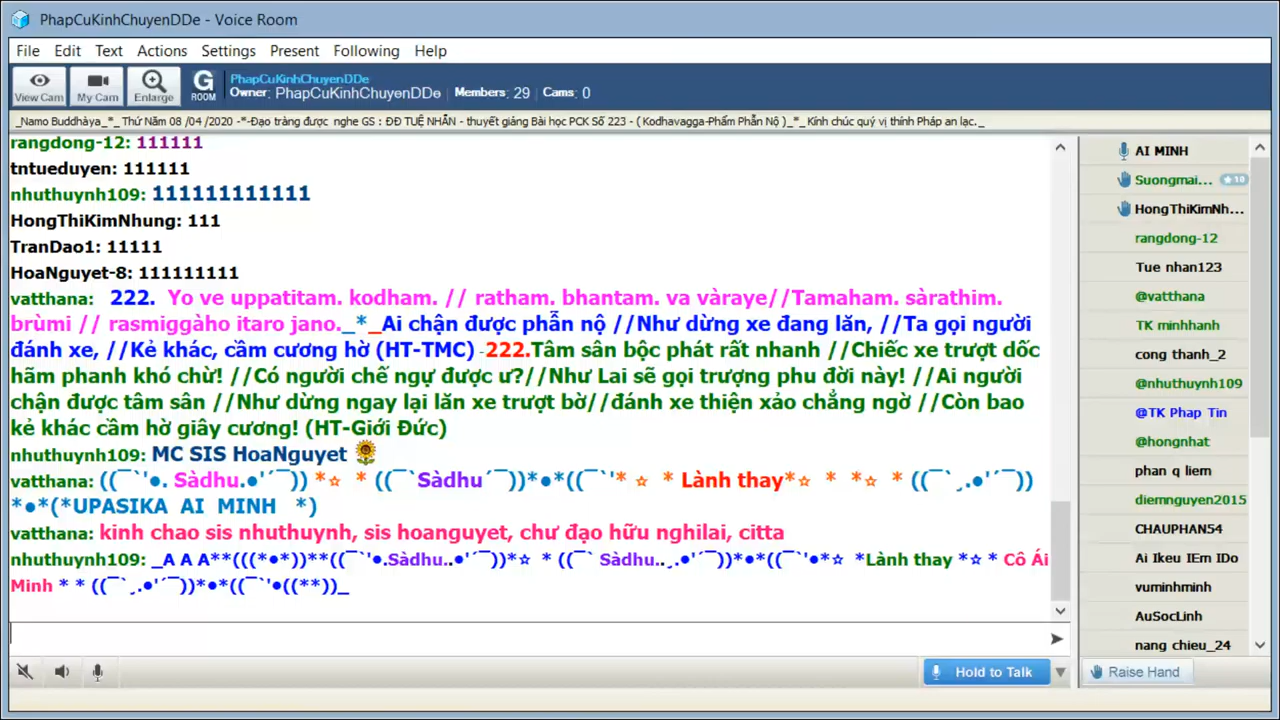 PhapCuKinhChuyenDDe - Voice Room
File Edit Text Actions Settings Present Following Help
View Cam My Cam Enlarge G ROOM
PhapCuKinhChuyenDDe
Owner: PhapCuKinhChuyenDDe Members: 29 Cams: 0
_Namo Buddhàya_*_ Thứ Năm 08 /04 /2020 -*-Đạo tràng được nghe GS : ĐĐ TUỆ NHẪN - thuyết giảng Bài học PCK Số 223 - ( Kodhavagga-Phẩm Phẫn Nộ )_*_ Kính chúc quý vị thính Pháp an lạc._
rangdong-12: 111111
tntueduyen: 111111
nhuthuynh109: 111111111111
HongThiKimNhung: 111
TranDao1: 11111
HoaNguyet-8: 111111111
vatthana: 222. Yo ve uppatitam. kodham. // ratham. bhantam. va vàraye//Tamaham. sàrathim.
brùmi // rasmiggàho itaro jano._*_Ai chận được phẫn nộ //Như dừng xe đang lăn, //Ta gọi người
đánh xe, //Kẻ khác, cầm cương hờ (HT-TMC) -222.Tâm sân bộc phát rất nhanh //Chiếc xe trượt dốc
hãm phanh khó chừ! //Có người chế ngự được ư?//Như Lai sẽ gọi trượng phu đời này! //Ai người
chận được tâm sân //Như dừng ngay lại lăn xe trượt bờ//đánh xe thiện xảo chẳng ngờ //Còn bao
kẻ khác cầm hờ giây cương! (HT-Giới Đức)
nhuthuynh109: MC SIS HoaNguyet 🌻
vatthana: ((¯`'●. Sàdhu.●'´¯)) *☆ * ((¯`Sàdhu´¯))*●*((¯`'* ☆ * Lành thay*☆ * *☆ * ((¯`¸.●'´¯))
*●*(*UPASIKA AI MINH *)
vatthana: kinh chao sis nhuthuynh, sis hoanguyet, chư đạo hữu nghilai, citta
nhuthuynh109: _A A A**(((*●*))**((¯`'●.Sàdhu..●'´¯))*☆ * ((¯` Sàdhu..¸.●'´¯))*●*((¯`'●*☆ *Lành thay *☆ * Cô Ái
Minh * * ((¯`¸.●'´¯))*●*((¯`'●((**))_
Hold to Talk
AI MINH
Suongmai... ★10
HongThiKimNh...
rangdong-12
Tue nhan123
@vatthana
TK minhhanh
cong thanh_2
@nhuthuynh109
@TK Phap Tin
@hongnhat
phan q liem
diemnguyen2015
CHAUPHAN54
Ai Ikeu IEm IDo
vuminhminh
AuSocLinh
nang chieu_24
Raise Hand